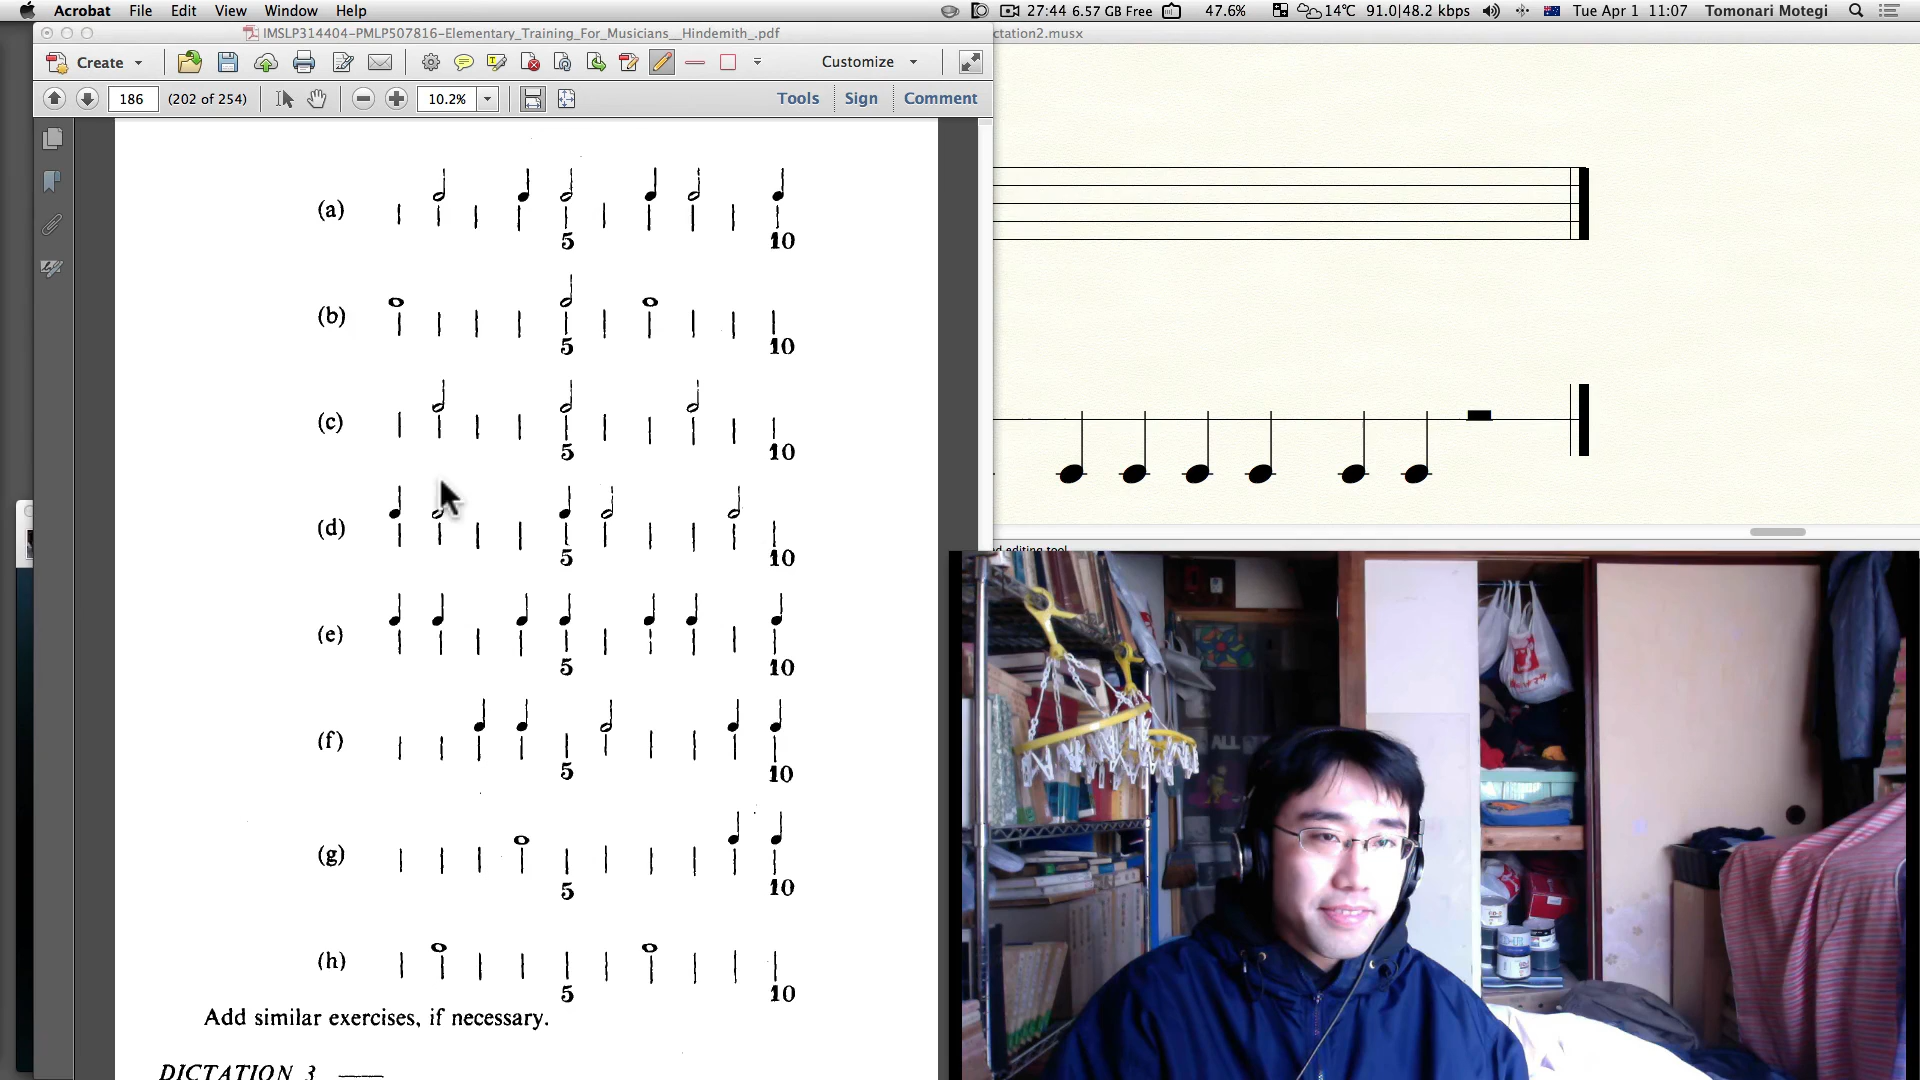 Acrobat File Edit View Window Help 27:44 6.57 GB Free 47.6% 14°C 91.0|48.2 kbps Tue Apr 1 11:07 Tomonari Motegi
IMSLP314404-PMLP507816-Elementary_Training_For_Musicians__Hindemith_.pdf
ctation2.musx
Create Customize
186 (202 of 254) 10.2% Tools Sign Comment
(a)
5 10
(b)
5 10
(c)
5 10
(d)
5 10
(e)
5 10
(f)
5 10
(g)
5 10
(h)
5 10
Add similar exercises, if necessary.
DICTATION 3
d editing tool
ALL